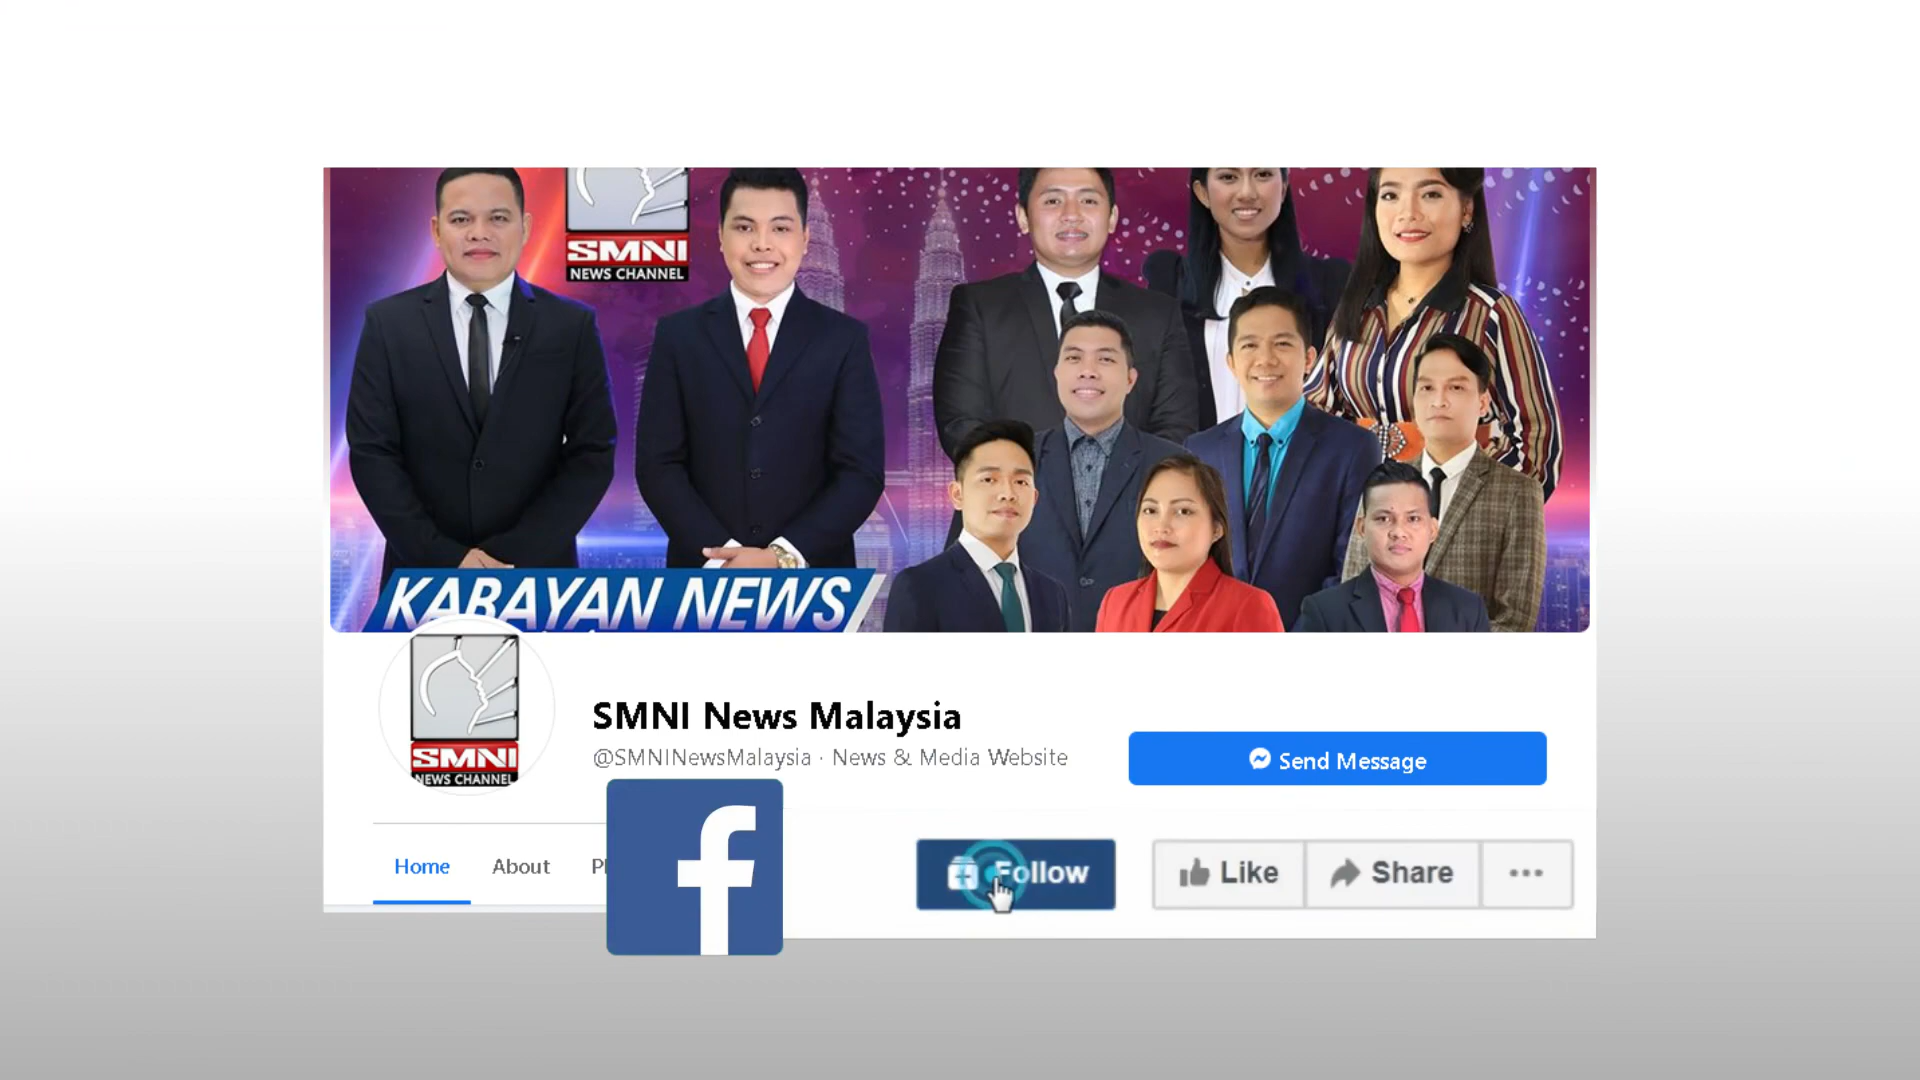 SMNI
NEWS CHANNEL
KABAYAN NEWS
SMNI
NEWS CHANNEL
SMNI News Malaysia
@SMNINewsMalaysia · News & Media Website
Send Message
Home
About
Follow
Like
Share